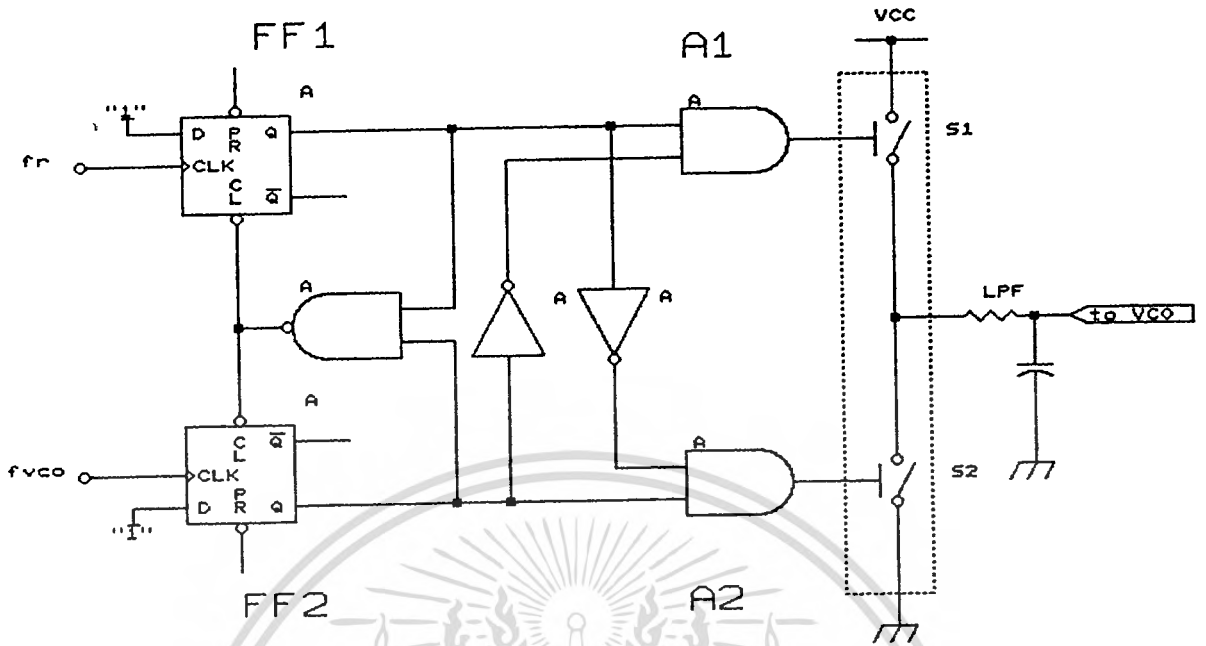 FF1
A1
VCC
A
A
"1"
D PR Q
S1
fr
CLK
CL Q̅
A
A
A
LPF
to VCO
A
A
CL Q̅
S2
fvco
CLK
D PR Q
"1"
FF2
A2